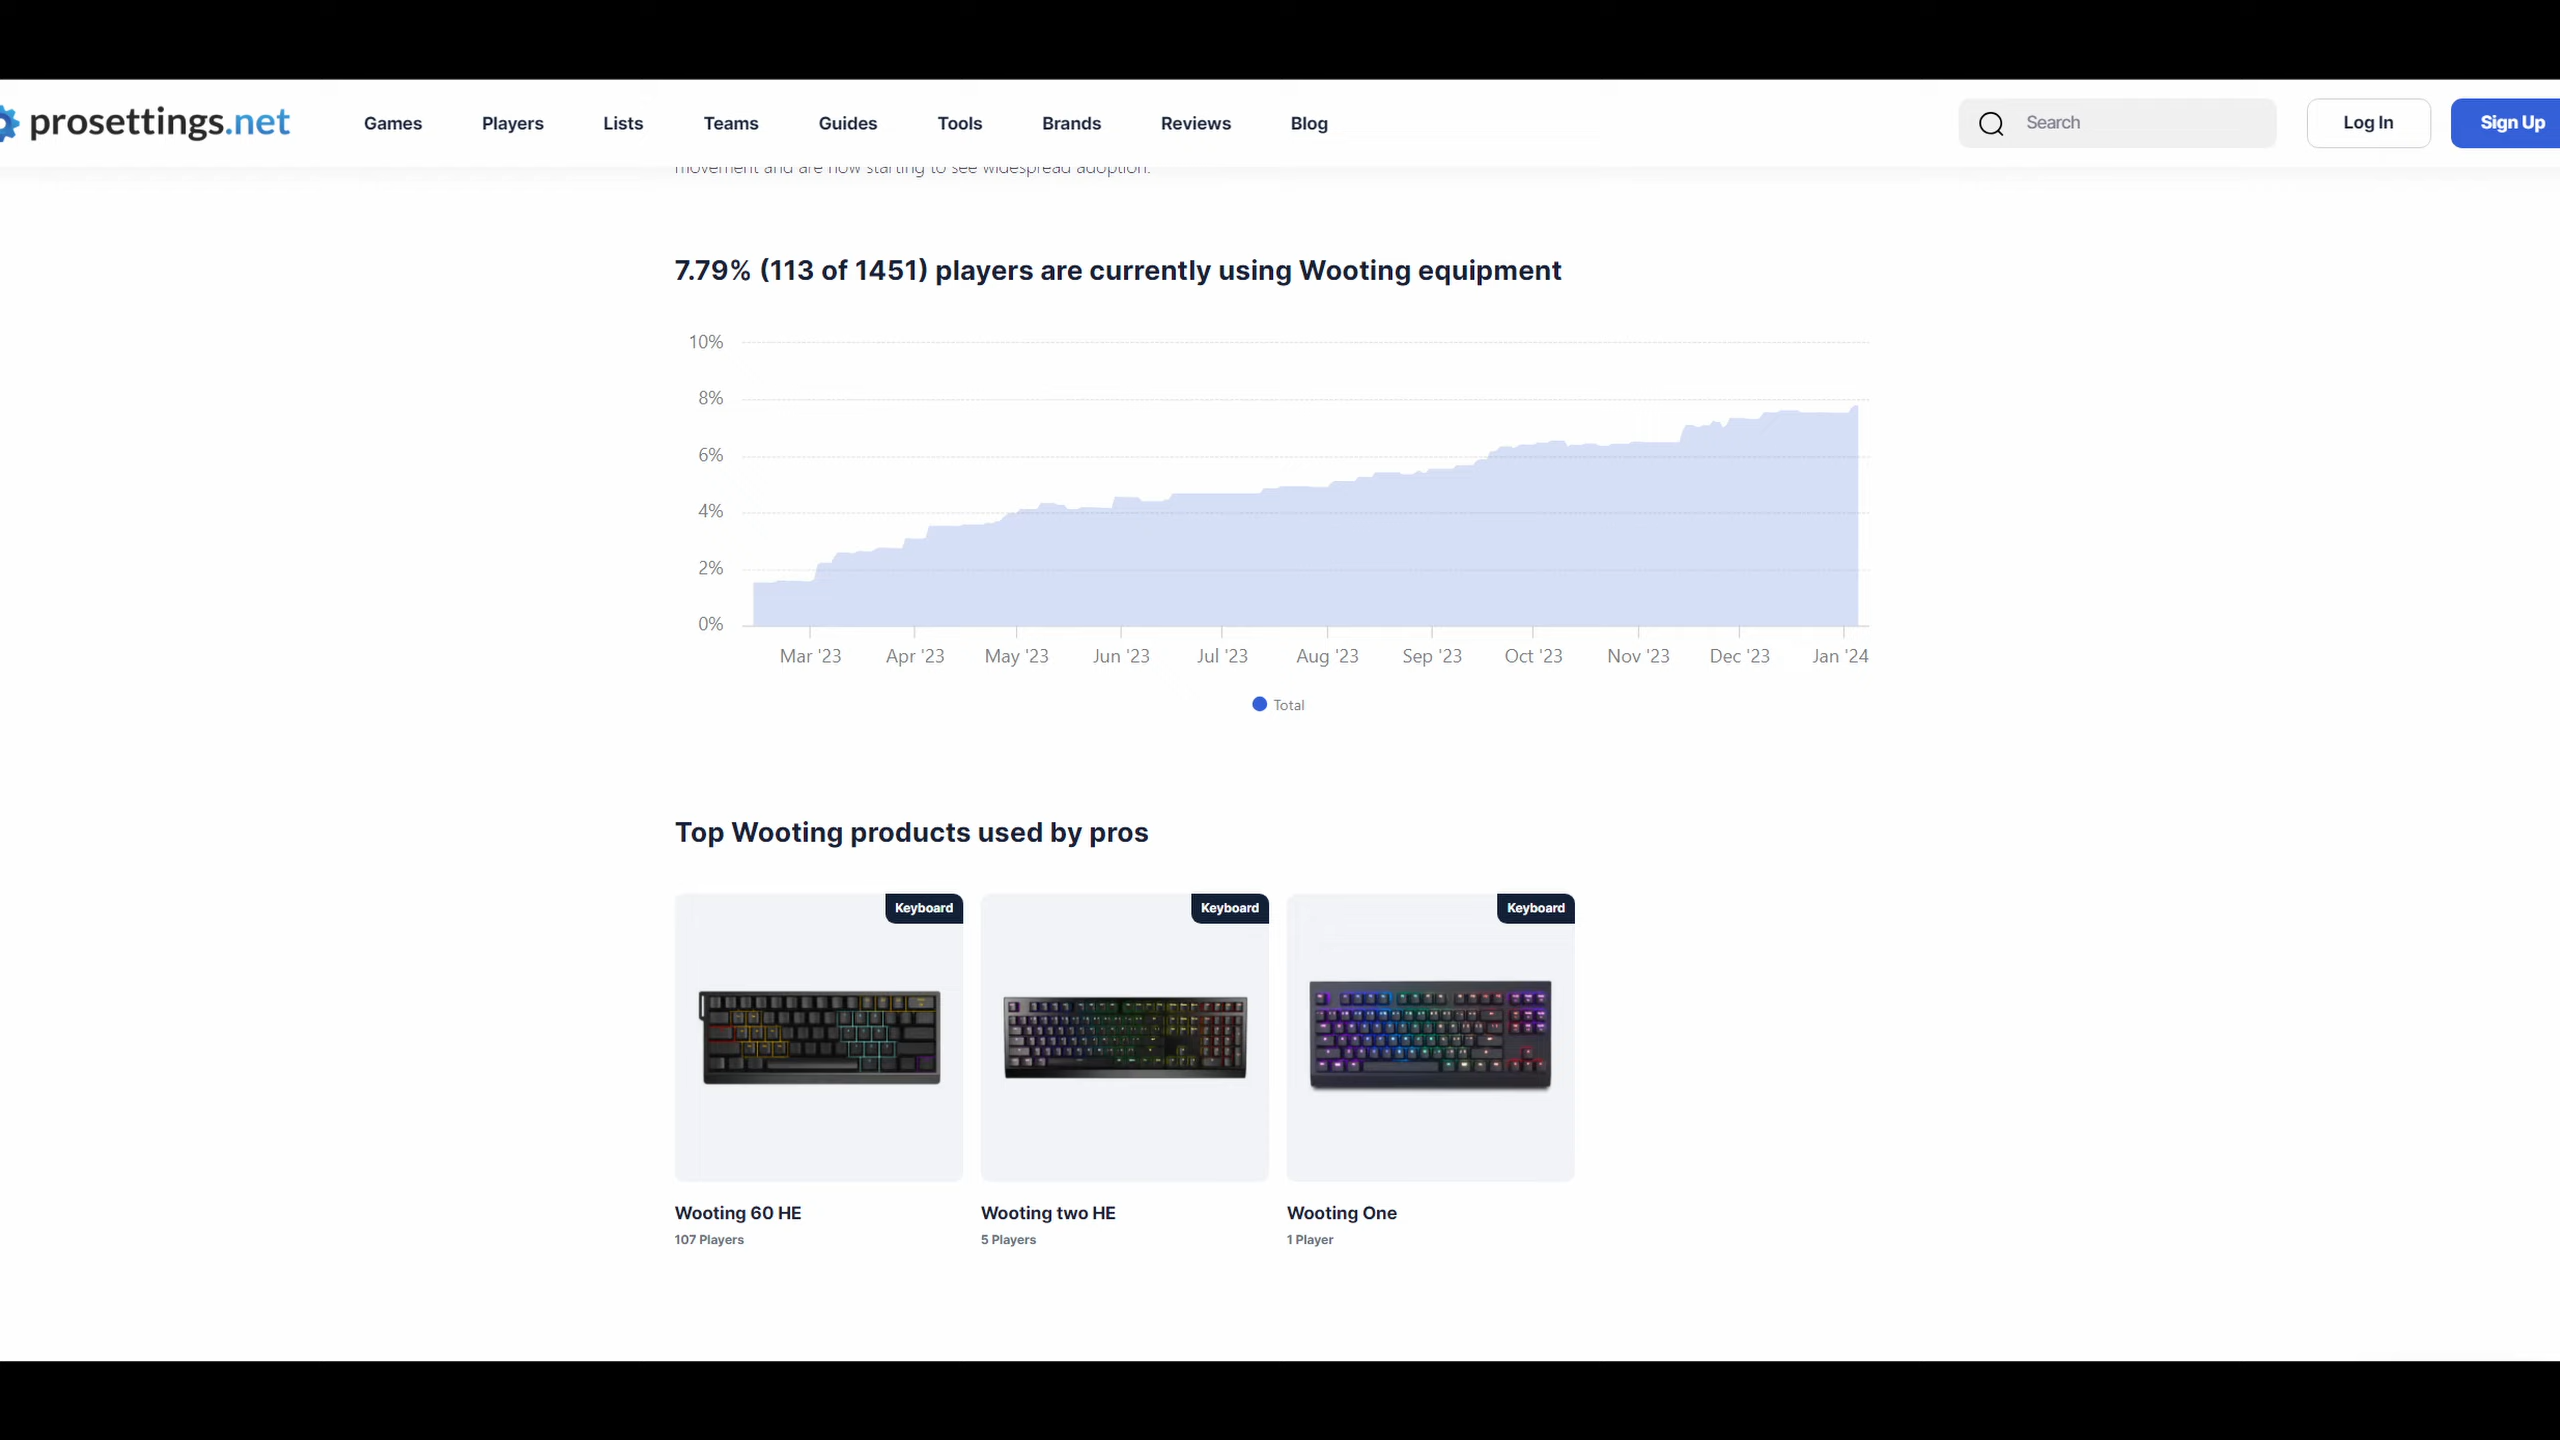 prosettings.net Games Players Lists Teams Guides Tools Brands Reviews Blog Search Log In Sign Up
movement and are now starting to see widespread adoption.
7.79% (113 of 1451) players are currently using Wooting equipment
10%
8%
6%
4%
2%
0%
Mar '23 Apr '23 May '23 Jun '23 Jul '23 Aug '23 Sep '23 Oct '23 Nov '23 Dec '23 Jan '24
Total
Top Wooting products used by pros
Keyboard Keyboard Keyboard
Wooting 60 HE Wooting two HE Wooting One
107 Players 5 Players 1 Player